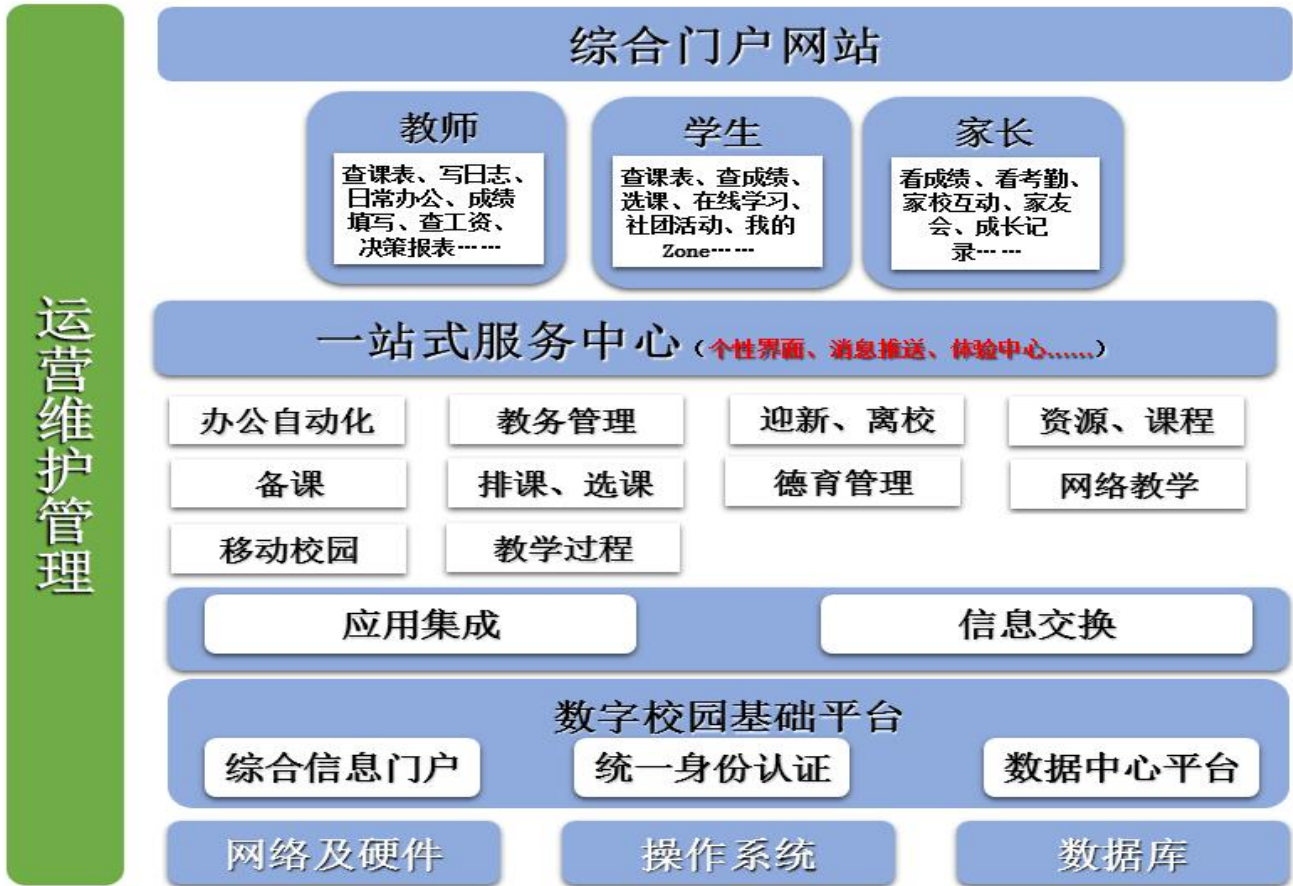 运营维护管理
综合门户网站
教师
查课表、写日志、
日常办公、成绩
填写、查工资、
决策报表……
学生
查课表、查成绩、
选课、在线学习、
社团活动、我的
Zone……
家长
看成绩、看考勤、
家校互动、家友
会、成长记
录……
一站式服务中心（个性界面、消息推送、体验中心……）
办公自动化
教务管理
迎新、离校
资源、课程
备课
排课、选课
德育管理
网络教学
移动校园
教学过程
应用集成
信息交换
数字校园基础平台
综合信息门户
统一身份认证
数据中心平台
网络及硬件
操作系统
数据库